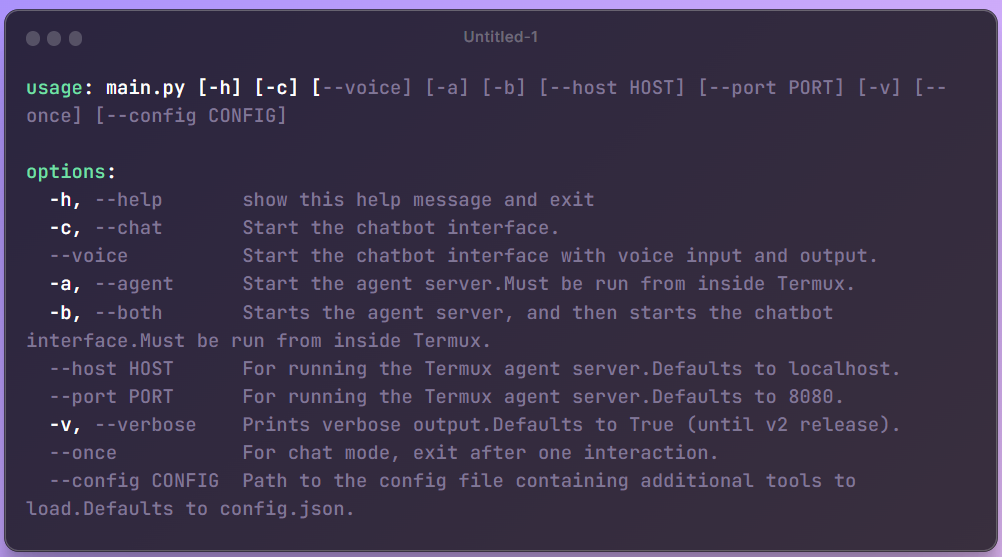 Untitled-1
usage: main.py [-h] [-c] [--voice] [-a] [-b] [--host HOST] [--port PORT] [-v] [--
once] [--config CONFIG]
options:
-h, --help show this help message and exit
-c, --chat Start the chatbot interface.
--voice Start the chatbot interface with voice input and output.
-a, --agent Start the agent server.Must be run from inside Termux.
-b, --both Starts the agent server, and then starts the chatbot
interface.Must be run from inside Termux.
--host HOST For running the Termux agent server.Defaults to localhost.
--port PORT For running the Termux agent server.Defaults to 8080.
-v, --verbose Prints verbose output.Defaults to True (until v2 release).
--once For chat mode, exit after one interaction.
--config CONFIG Path to the config file containing additional tools to
load.Defaults to config.json.